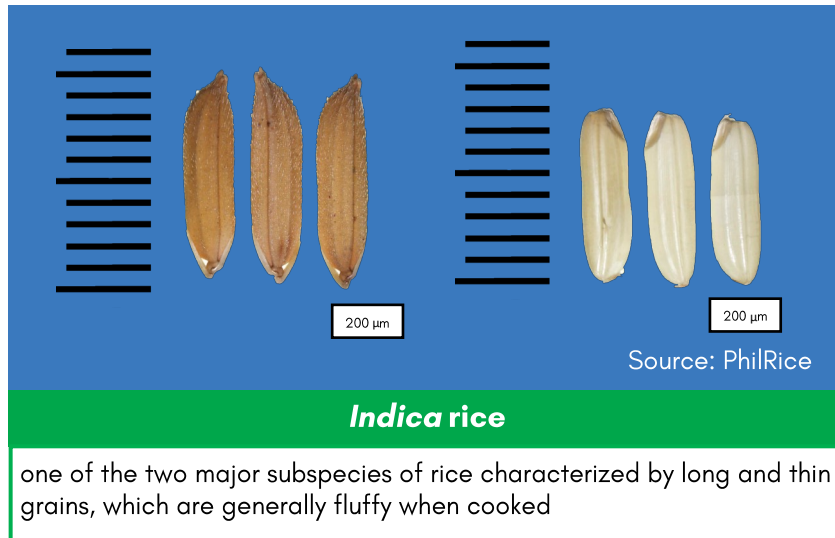 200 µm
200 µm
Source: PhilRice
Indica rice
one of the two major subspecies of rice characterized by long and thin
grains, which are generally fluffy when cooked